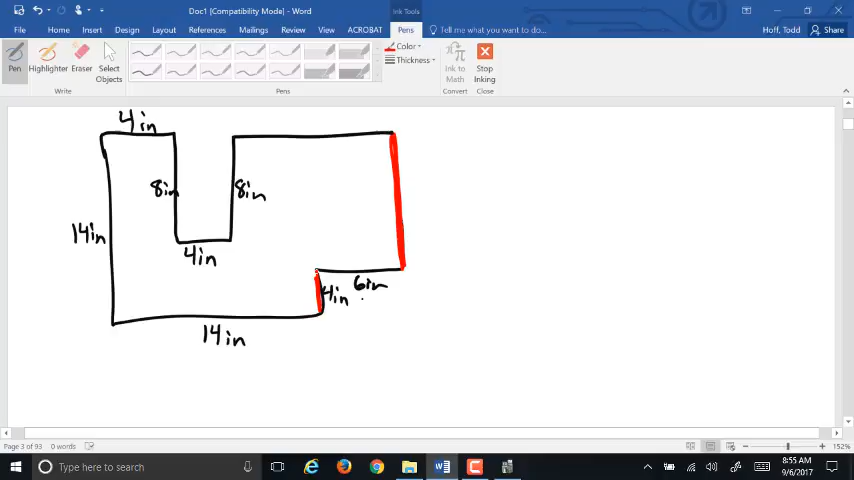 Doc1 [Compatibility Mode] - Word
Ink Tools
File Home Insert Design Layout References Mailings Review View ACROBAT Pens Tell me what you want to do... Hoff, Todd Share
Pen Highlighter Eraser Select Objects
Color
Thickness
Ink to Math
Stop Inking
Write Pens Convert Close
4in
8in 8in
14in
4in
6in
4in
14in
Page 3 of 93 0 words 152%
Type here to search
8:55 AM
9/6/2017